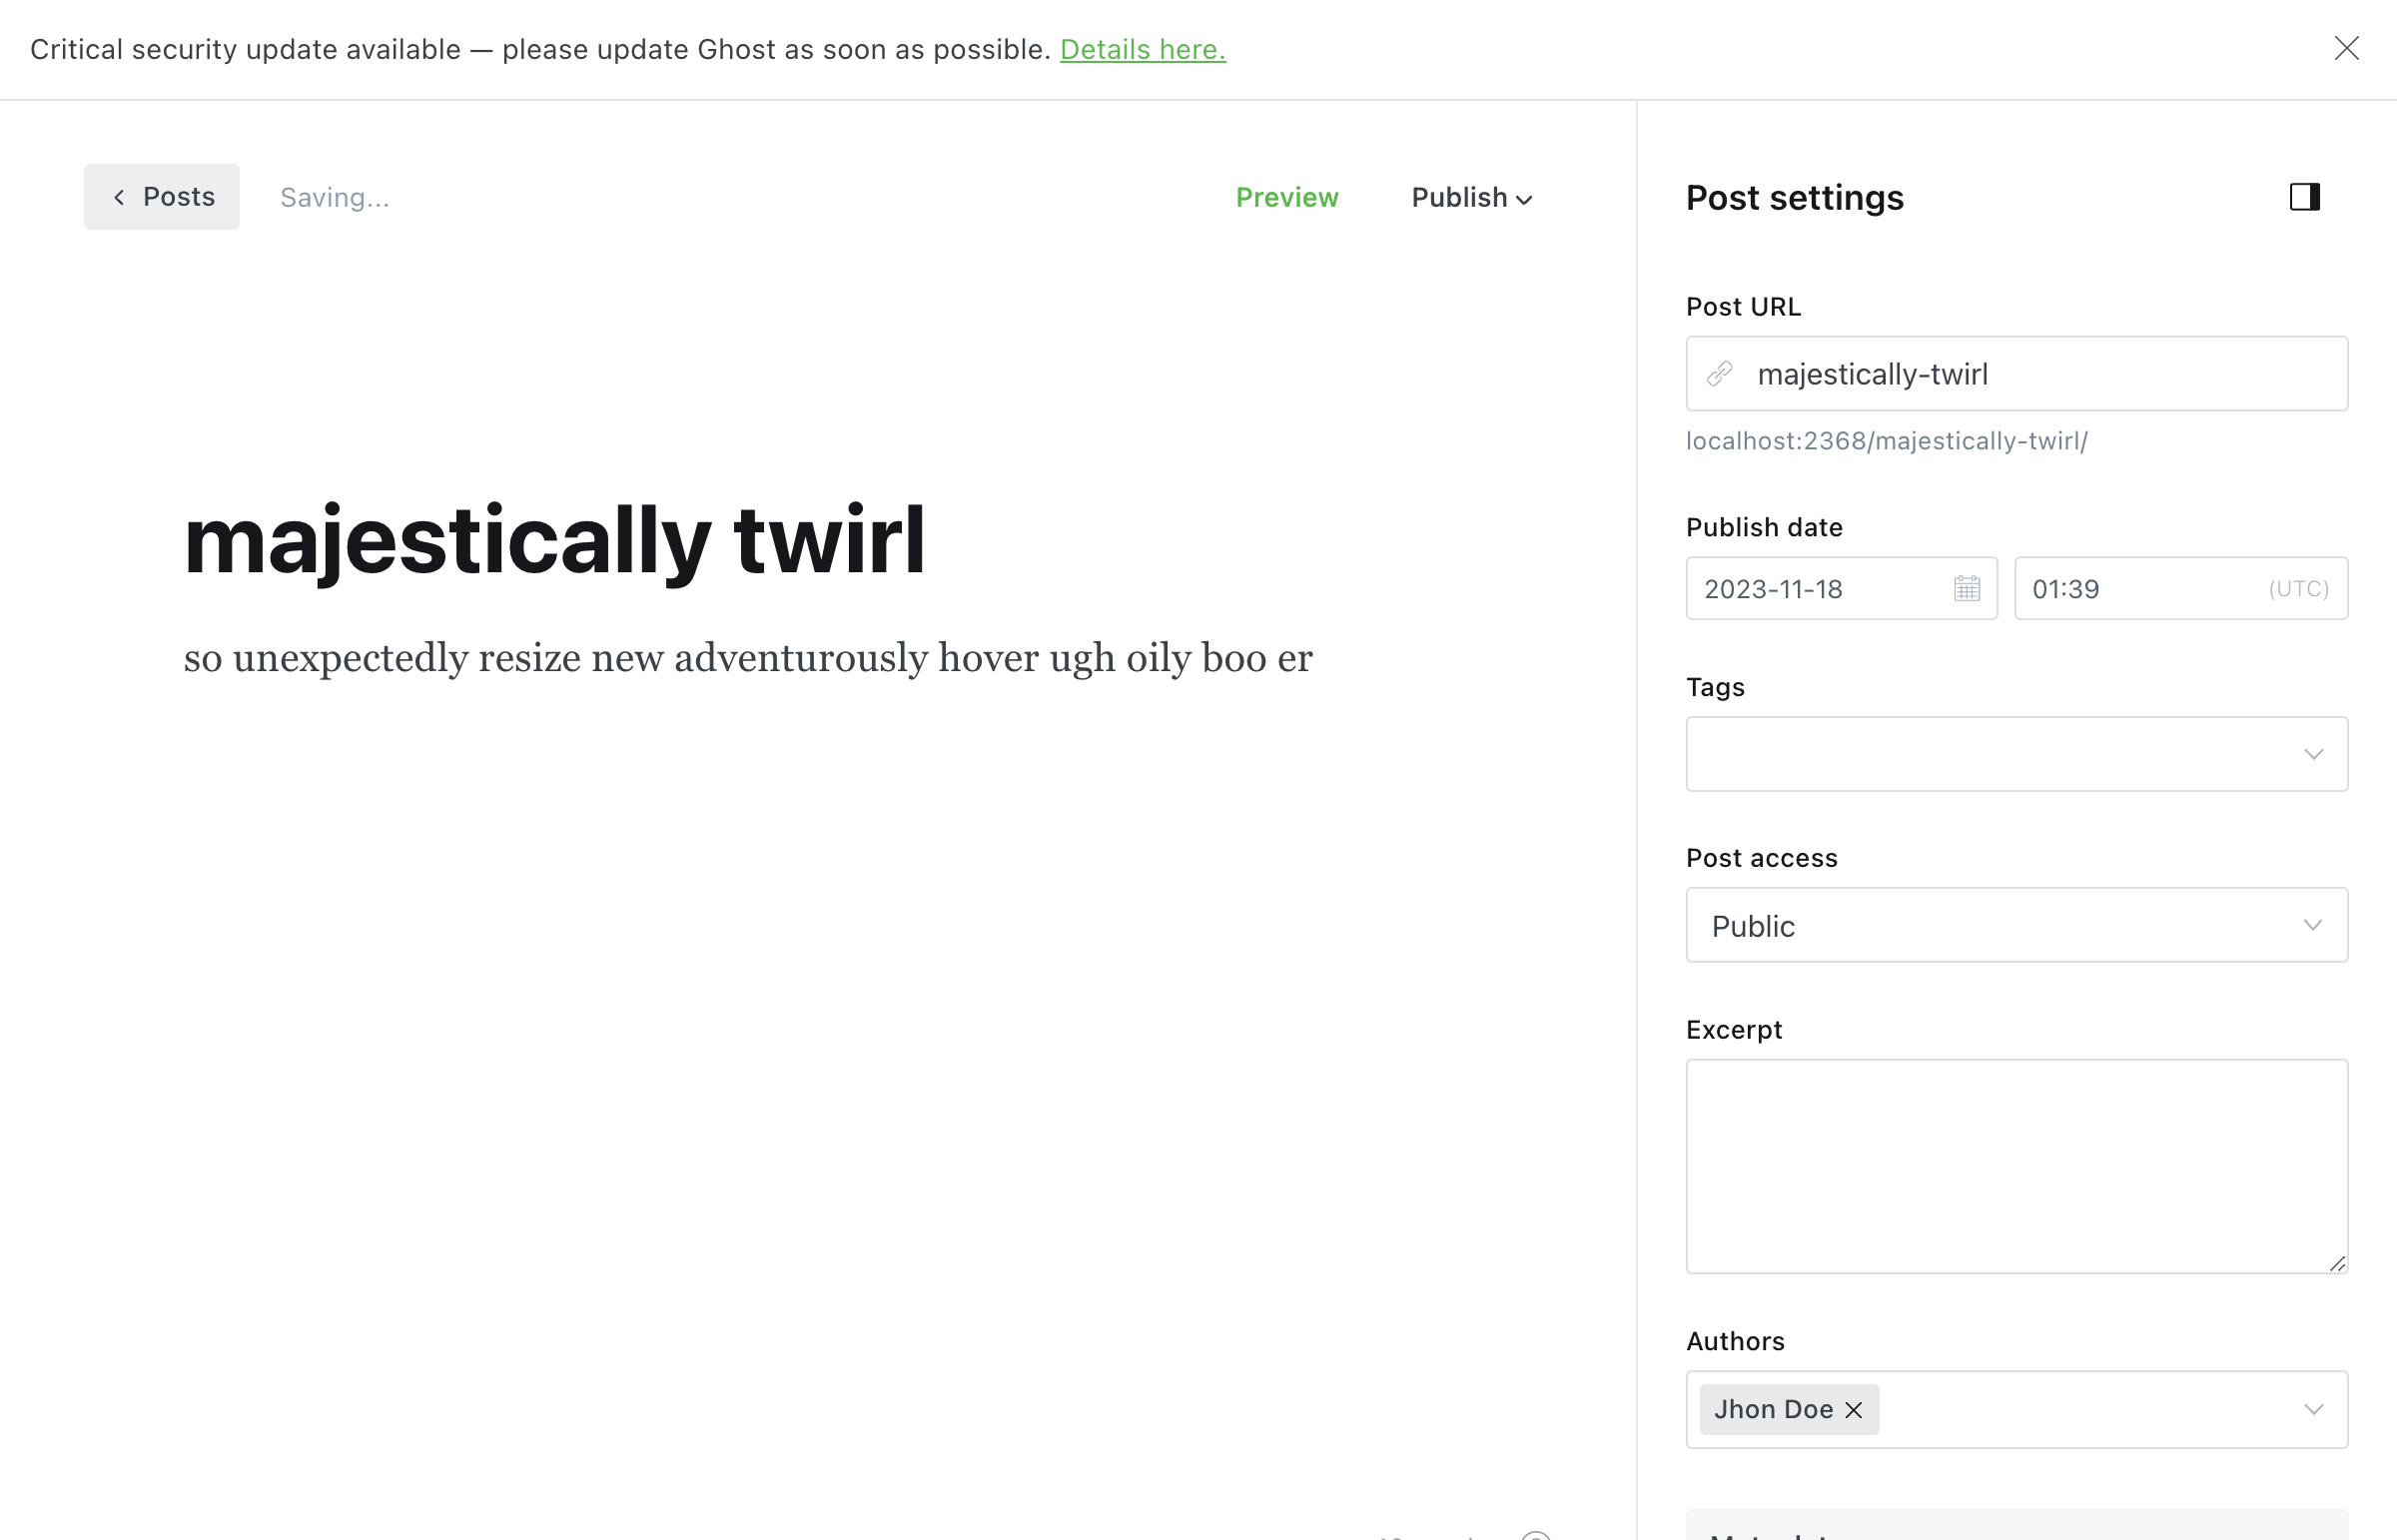 Critical security update available — please update Ghost as soon as possible. Details here.
Posts
Saving...
Preview
Publish
Post settings
Post URL
majestically-twirl
localhost:2368/majestically-twirl/
majestically twirl
so unexpectedly resize new adventurously hover ugh oily boo er
Publish date
2023-11-18
01:39
(UTC)
Tags
Post access
Public
Excerpt
Authors
Jhon Doe